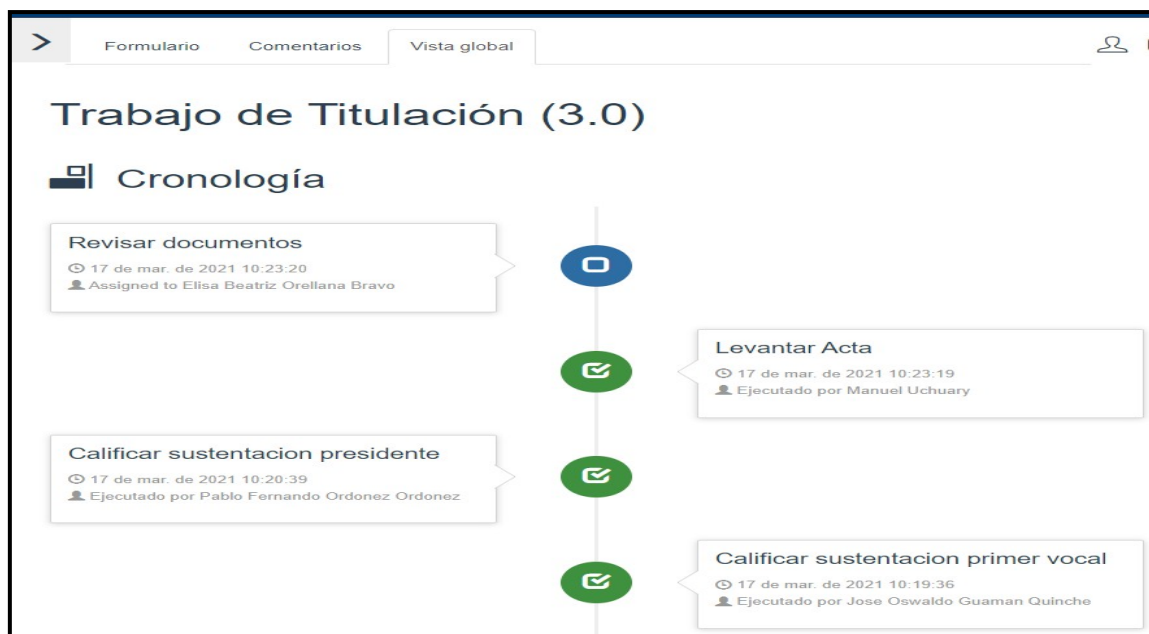 Formulario
Comentarios
Vista global
Trabajo de Titulación (3.0)
Cronología
Revisar documentos
17 de mar. de 2021 10:23:20
Assigned to Elisa Beatriz Orellana Bravo
Levantar Acta
17 de mar. de 2021 10:23:19
Ejecutado por Manuel Uchuary
Calificar sustentacion presidente
17 de mar. de 2021 10:20:39
Ejecutado por Pablo Fernando Ordonez Ordonez
Calificar sustentacion primer vocal
17 de mar. de 2021 10:19:36
Ejecutado por Jose Oswaldo Guaman Quinche